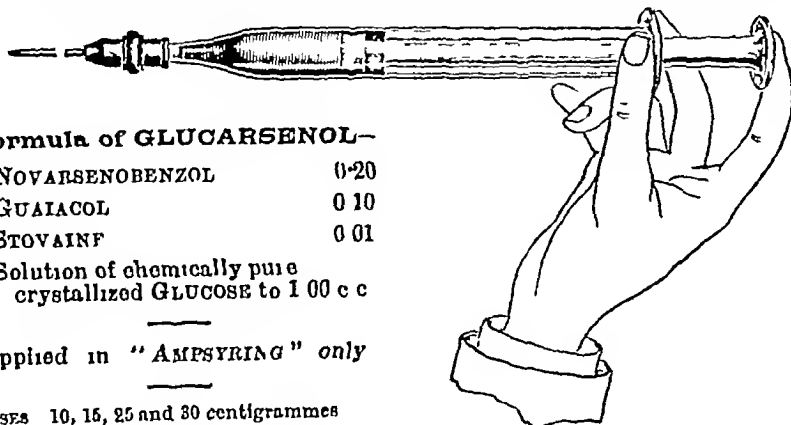 ormula of GLUCARSENOL—
NOVARSENOBENZOL 0·20
GUAIACOL 0 10
STOVAINE 0 01
Solution of chemically pure
crystallized GLUCOSE to 1 00 c c
pplied in "AMPSYRING" only
SES 10, 15, 25 and 30 centigrammes